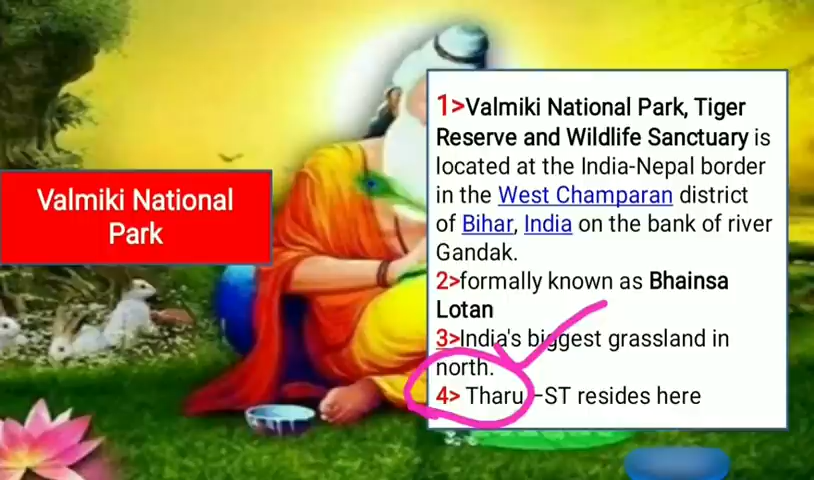 Valmiki National
Park
1>Valmiki National Park, Tiger
Reserve and Wildlife Sanctuary is
located at the India-Nepal border
in the West Champaran district
of Bihar, India on the bank of river
Gandak.
2>formally known as Bhainsa
Lotan
3>India's biggest grassland in
north.
4> Tharu –ST resides here